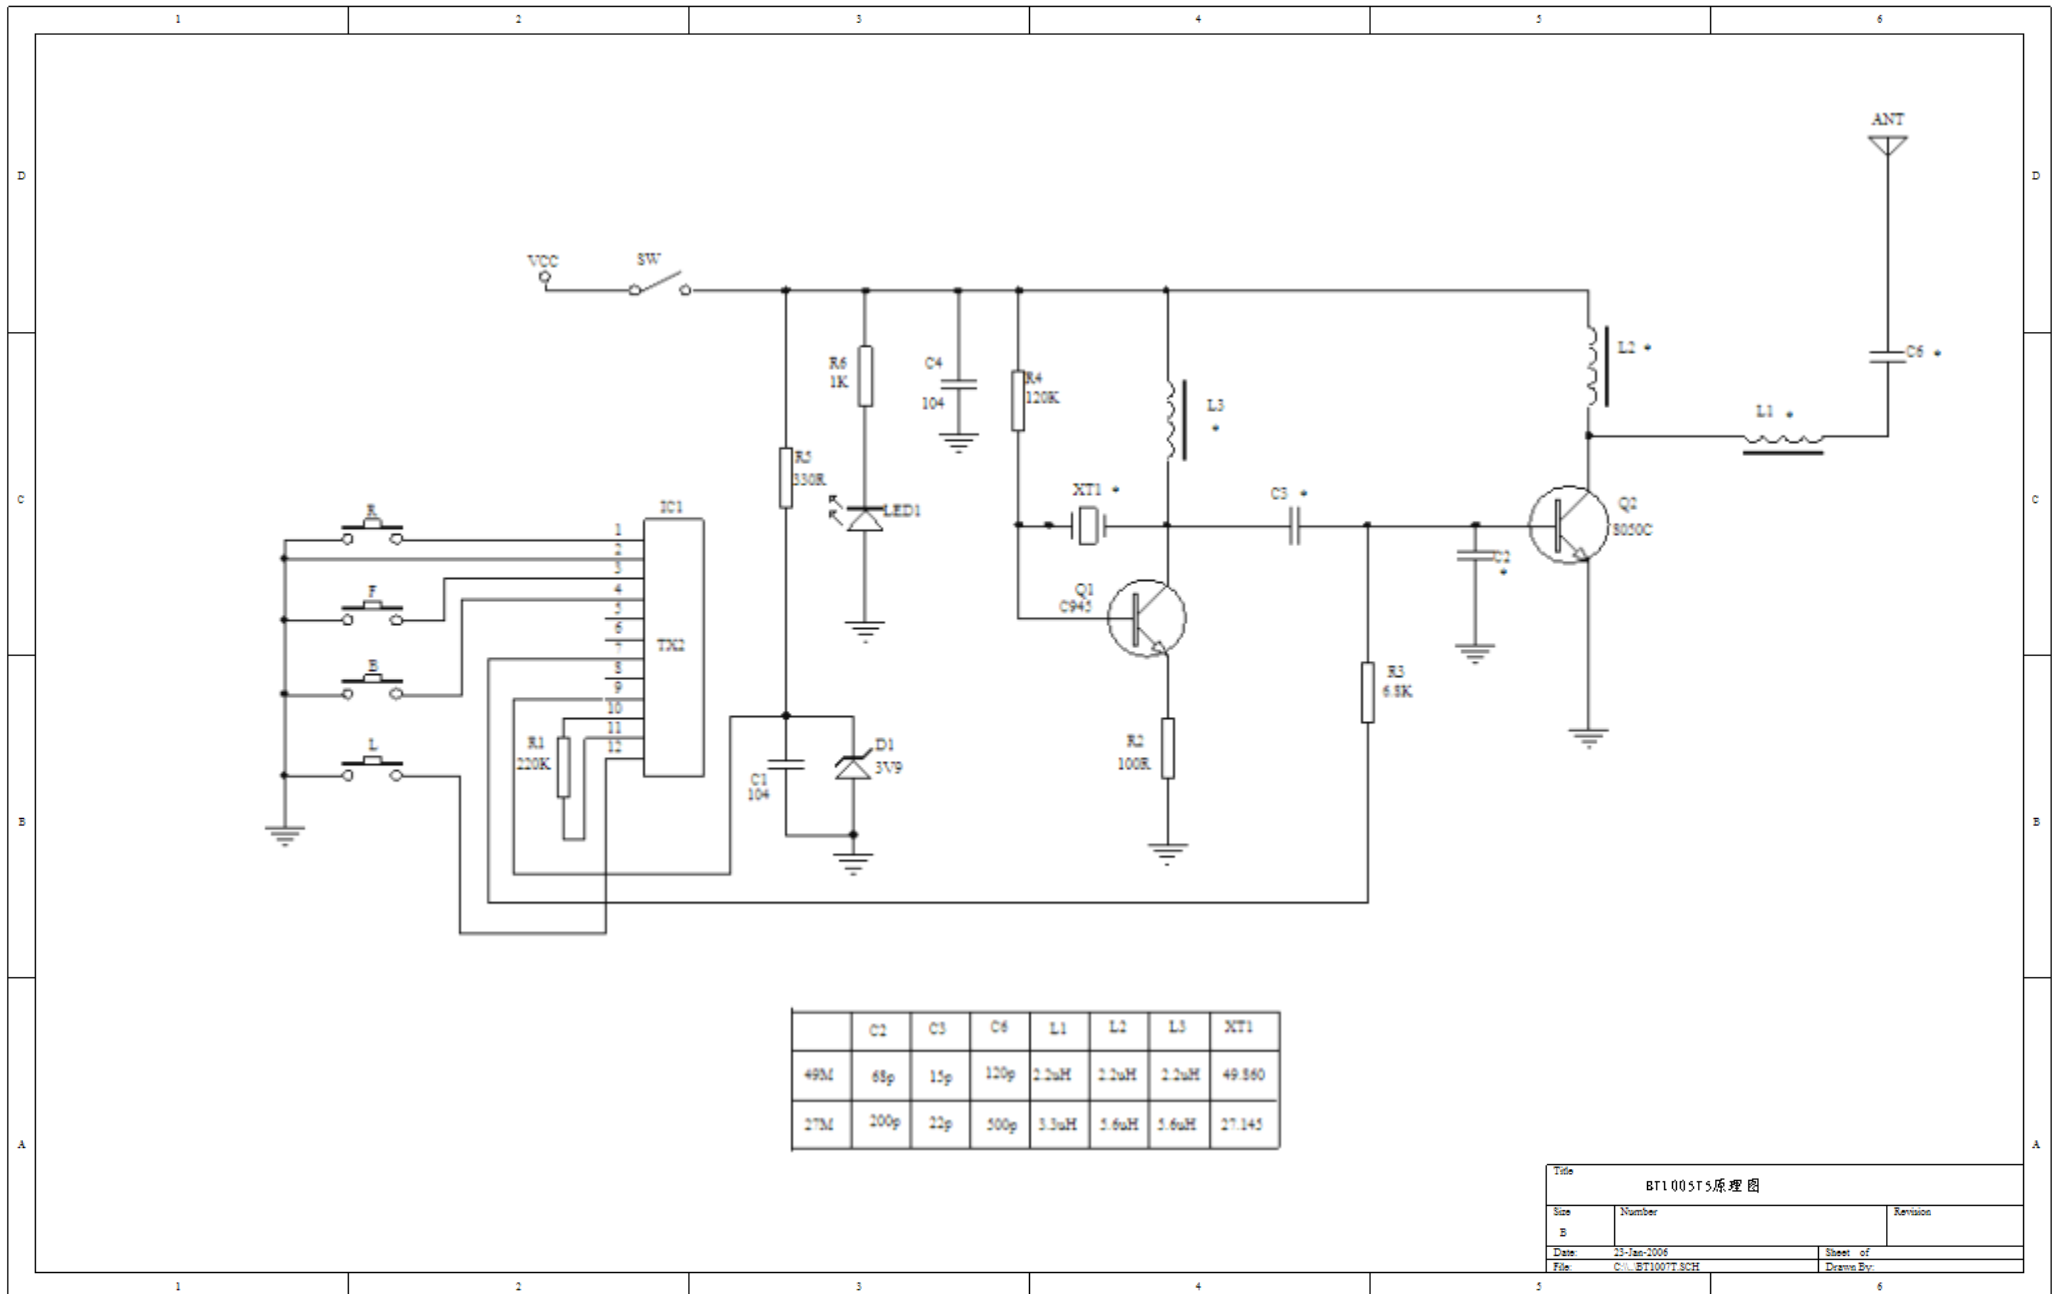 1 2 3 4 5 6
ANT
D D
VCC SW
R6
1K
C4
104
R4
120K
L3
*
L2 *
C6 *
L1 *
R5
330R
XT1 *
C3 *
Q2
8050C
C C
IC1
LED1
R
1
2
3
4
5
6
7
8
9
10
11
12
TX2
F
B
L
C2
*
Q1
C945
R3
6.8K
R1
220K
R2
100R
D1
3V9
C1
104
B B
C2 C3 C6 L1 L2 L3 XT1
49M 68p 15p 120p 2.2uH 2.2uH 2.2uH 49.860
27M 200p 22p 500p 3.3uH 5.6uH 5.6uH 27.145
A A
Title
BT1005T5原理图
Size Number Revision
B
Date: 23-Jan-2006 Sheet of
File: C:\..\BT1007T.SCH Drawn By:
1 2 3 4 5 6